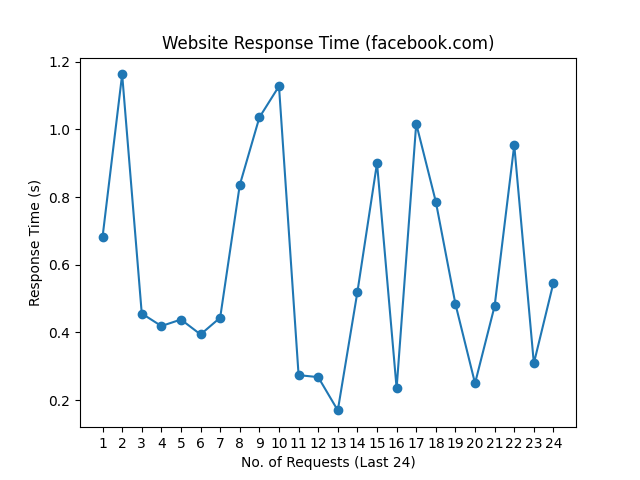 Website Response Time (facebook.com)
1.2
1.0
0.8
0.6
0.4
0.2
Response Time (s)
1 2 3 4 5 6 7 8 9 10 11 12 13 14 15 16 17 18 19 20 21 22 23 24
No. of Requests (Last 24)